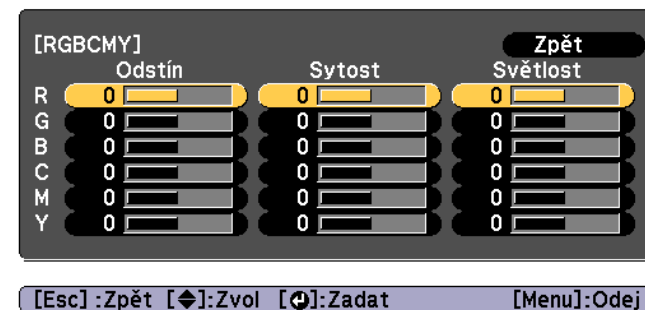 [RGBCMY] Zpět
Odstín Sytost Světlost
R 0 0 0
G 0 0 0
B 0 0 0
C 0 0 0
M 0 0 0
Y 0 0 0
[Esc] :Zpět [◆]:Zvol [↵]:Zadat [Menu]:Odej